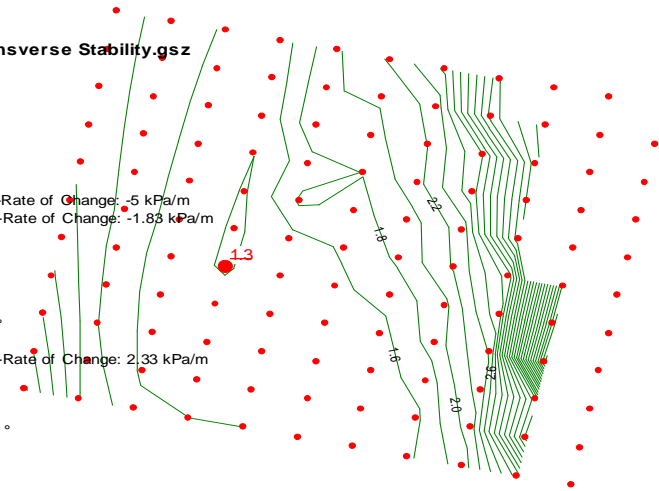 nsverse Stability.gsz
-Rate of Change: -5 kPa/m
-Rate of Change: -1.83 kPa/m
2.2
1.8
1.3
°
-Rate of Change: 2.33 kPa/m
1.6
2.6
2.0
°